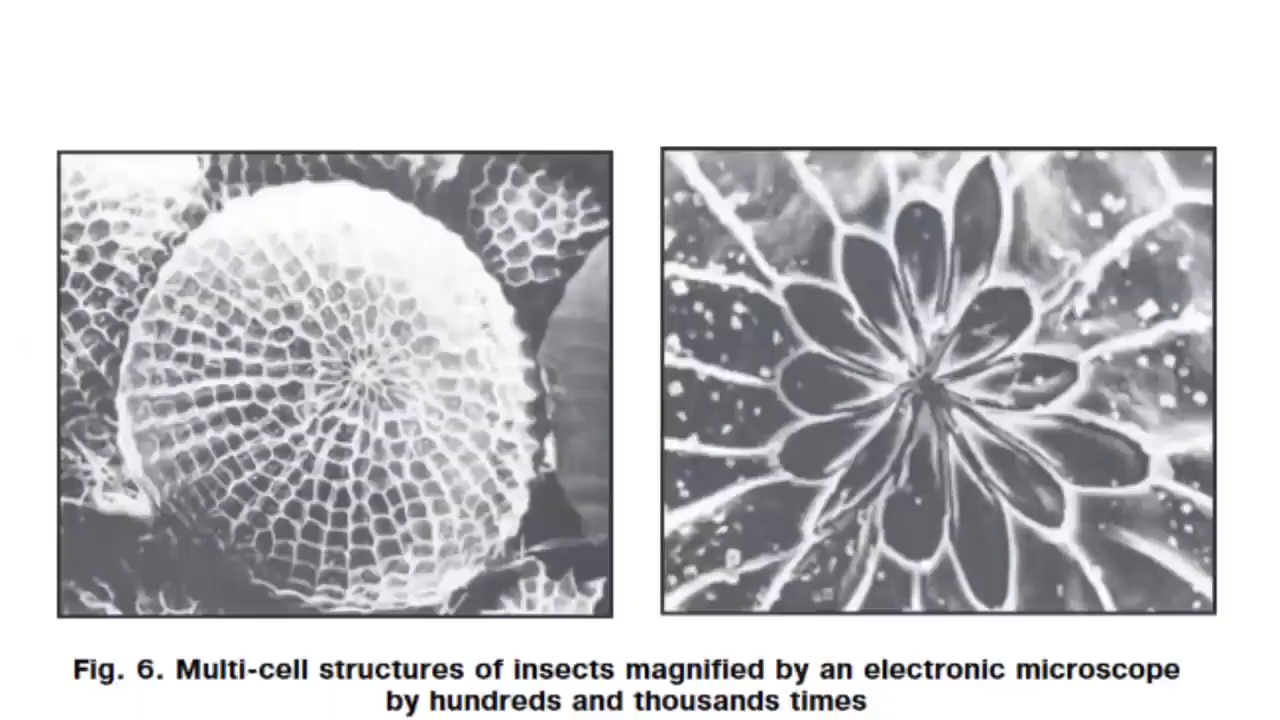 Fig. 6. Multi-cell structures of insects magnified by an electronic microscope
by hundreds and thousands times